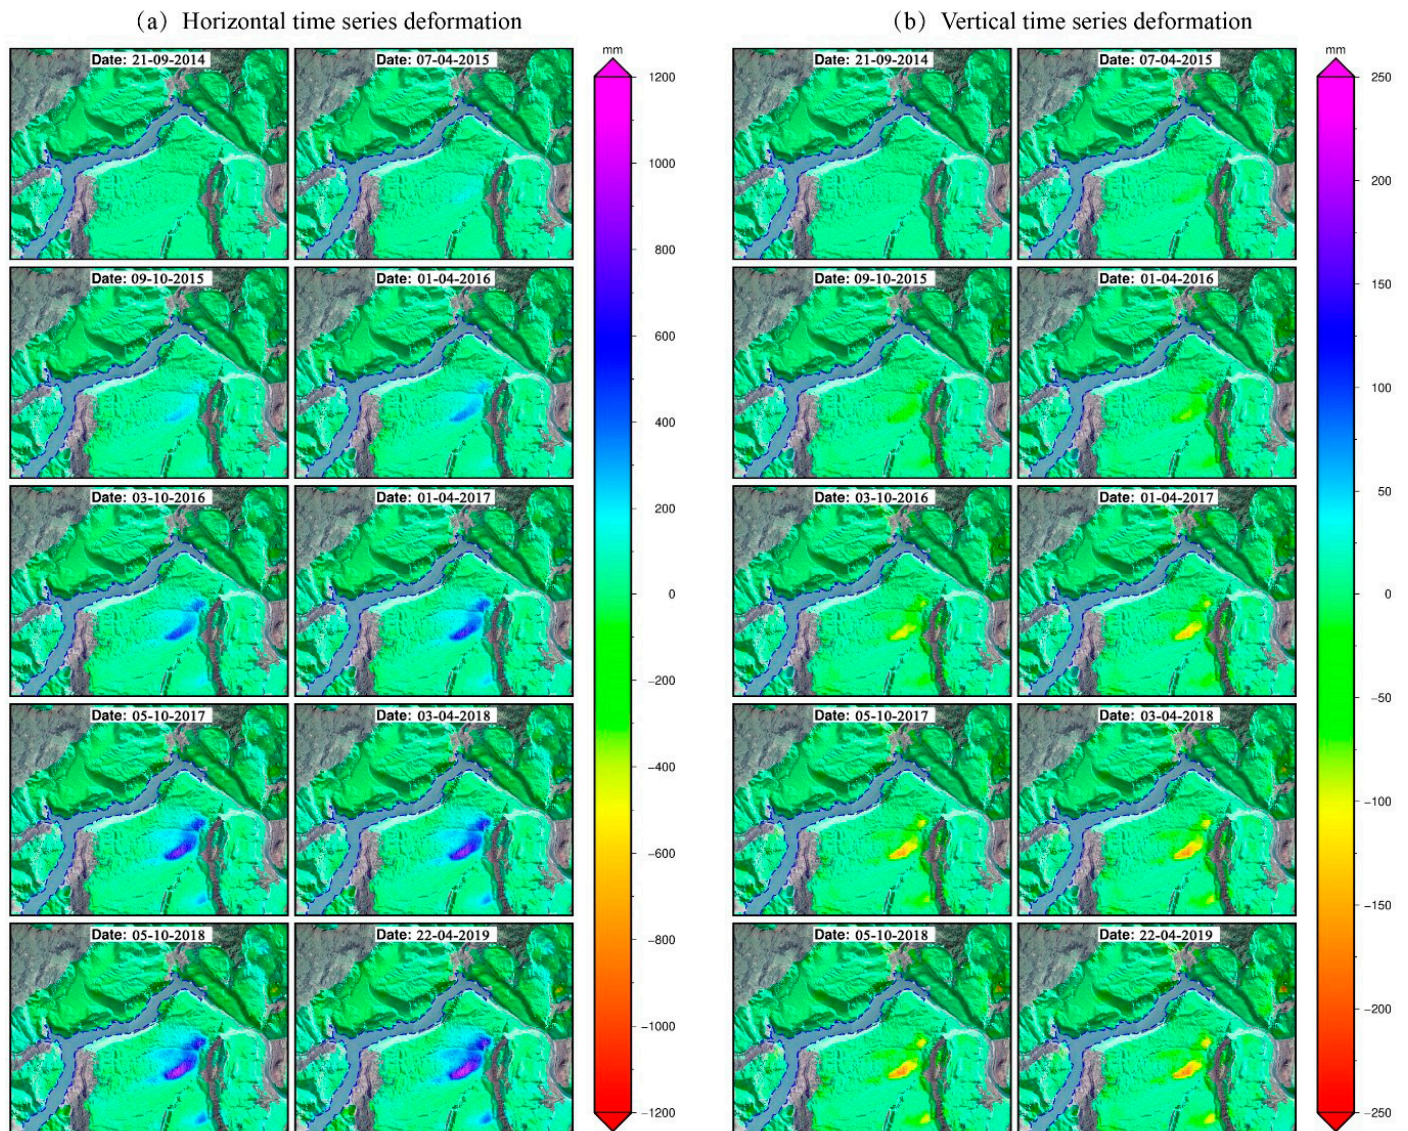 (a) Horizontal time series deformation
(b) Vertical time series deformation
mm
mm
Date: 21-09-2014
Date: 07-04-2015
Date: 21-09-2014
Date: 07-04-2015
Date: 09-10-2015
Date: 01-04-2016
Date: 09-10-2015
Date: 01-04-2016
Date: 03-10-2016
Date: 01-04-2017
Date: 03-10-2016
Date: 01-04-2017
Date: 05-10-2017
Date: 03-04-2018
Date: 05-10-2017
Date: 03-04-2018
Date: 05-10-2018
Date: 22-04-2019
Date: 05-10-2018
Date: 22-04-2019
1200
1000
800
600
400
200
0
−200
−400
−600
−800
−1000
−1200
250
200
150
100
50
0
−50
−100
−150
−200
−250